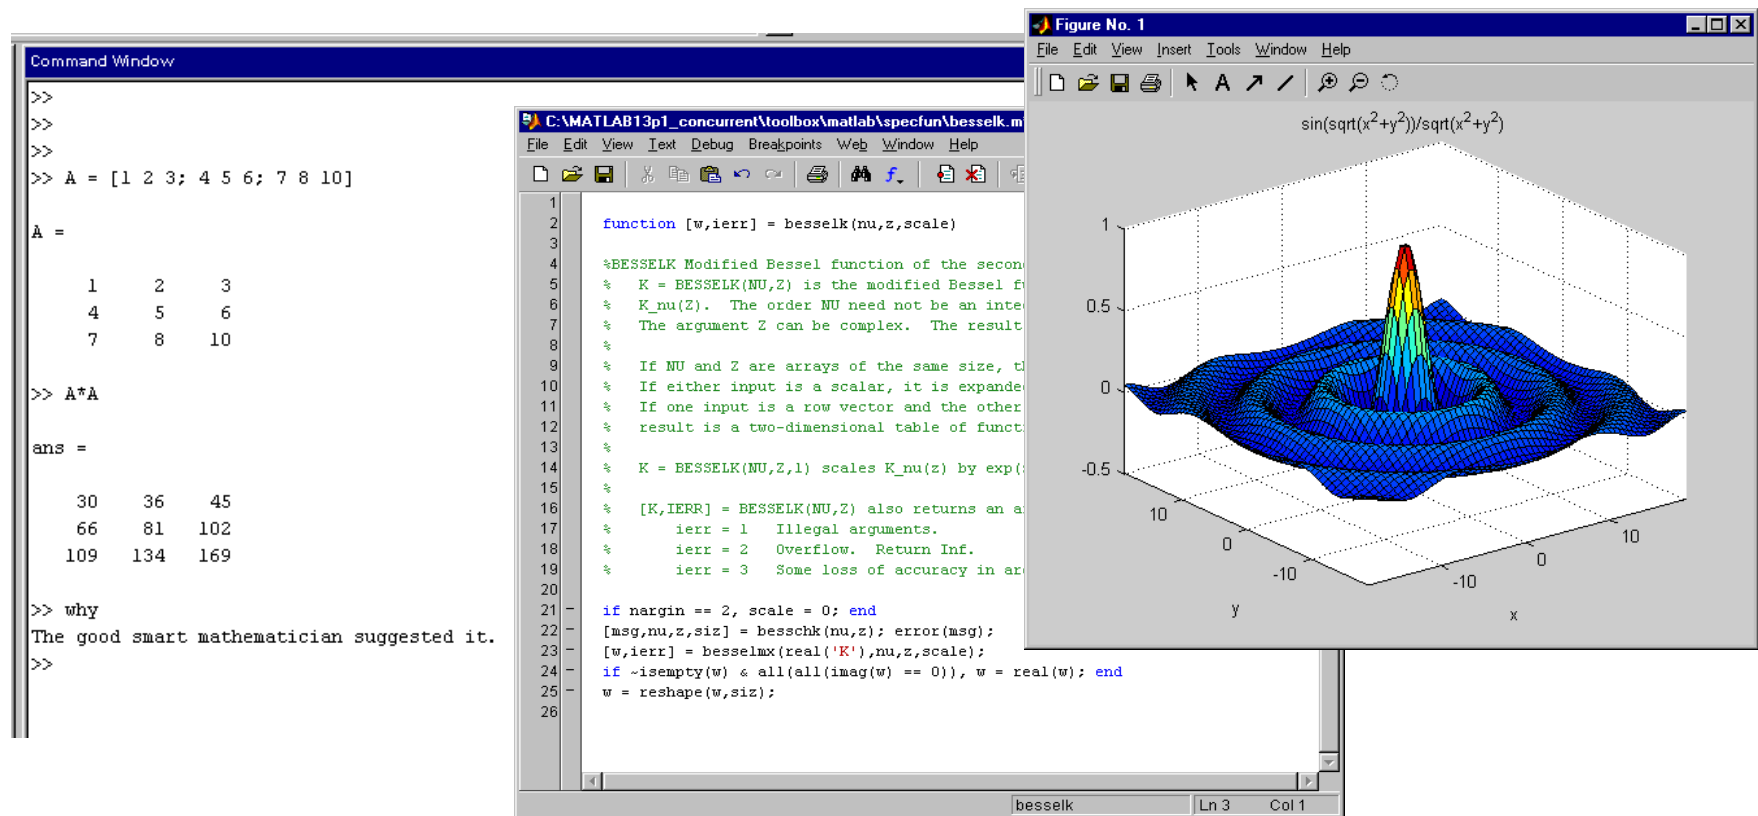 Command Window
>>
>>
>>
>> A = [1 2 3; 4 5 6; 7 8 10]
A =
1 2 3
4 5 6
7 8 10
>> A*A
ans =
30 36 45
66 81 102
109 134 169
>> why
The good smart mathematician suggested it.
>>
C:\MATLAB13p1_concurrent\toolbox\matlab\specfun\besselk.m
File Edit View Text Debug Breakpoints Web Window Help
1
2 function [w,ierr] = besselk(nu,z,scale)
3
4 %BESSELK Modified Bessel function of the secon
5 % K = BESSELK(NU,Z) is the modified Bessel f
6 % K_nu(Z). The order NU need not be an inte
7 % The argument Z can be complex. The result
8 %
9 % If NU and Z are arrays of the same size, t
10 % If either input is a scalar, it is expande
11 % If one input is a row vector and the other
12 % result is a two-dimensional table of funct
13 %
14 % K = BESSELK(NU,Z,1) scales K_nu(z) by exp(
15 %
16 % [K,IERR] = BESSELK(NU,Z) also returns an a
17 % ierr = 1 Illegal arguments.
18 % ierr = 2 Overflow. Return Inf.
19 % ierr = 3 Some loss of accuracy in ar
20
21 – if nargin == 2, scale = 0; end
22 – [msg,nu,z,siz] = besschk(nu,z); error(msg);
23 – [w,ierr] = besselmx(real('K'),nu,z,scale);
24 – if ~isempty(w) & all(all(imag(w) == 0)), w = real(w); end
25 – w = reshape(w,siz);
26
besselk Ln 3 Col 1
Figure No. 1
File Edit View Insert Tools Window Help
A
sin(sqrt(x²+y²))/sqrt(x²+y²)
1
0.5
0
-0.5
10
0
-10
y
-10
0
10
x